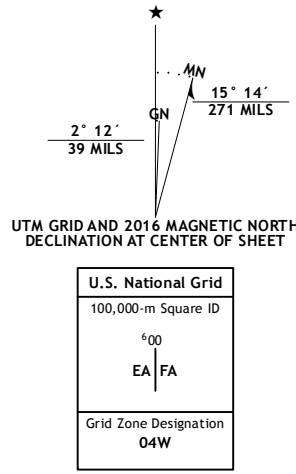 ★
MN
GN
15° 14´
271 MILS
2° 12´
39 MILS
UTM GRID AND 2016 MAGNETIC NORTH
DECLINATION AT CENTER OF SHEET
U.S. National Grid
100,000-m Square ID
⁶00
EA FA
Grid Zone Designation
04W